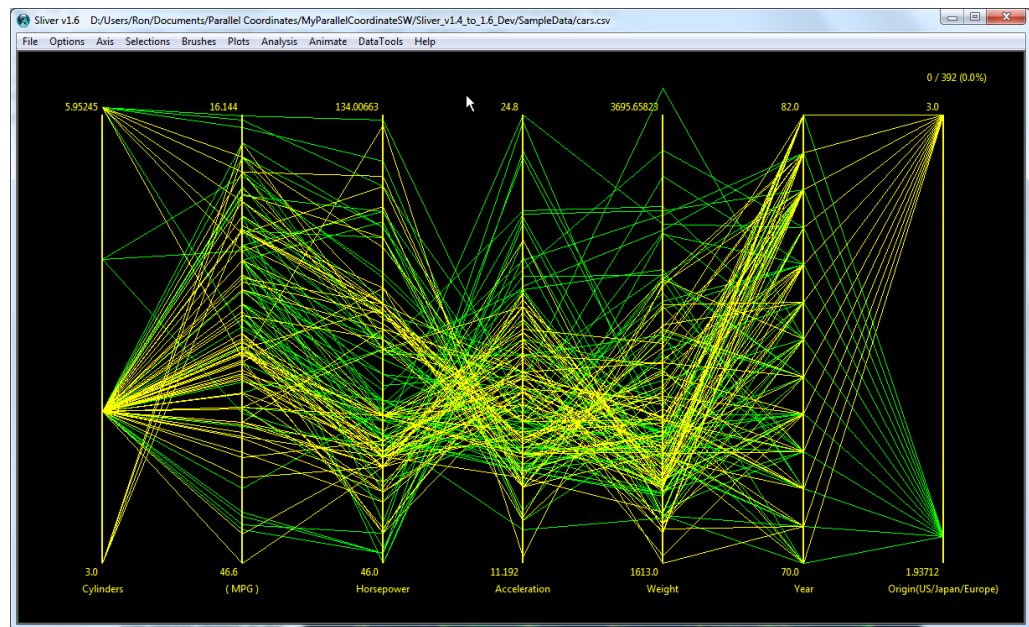 Sliver v1.6 D:/Users/Ron/Documents/Parallel Coordinates/MyParallelCoordinateSW/Sliver_v1.4_to_1.6_Dev/SampleData/cars.csv
File Options Axis Selections Brushes Plots Analysis Animate DataTools Help
0 / 392 (0.0%)
5.95245 16.144 134.00663 24.8 3695.65823 82.0 3.0
3.0 46.6 46.0 11.192 1613.0 70.0 1.93712
Cylinders ( MPG ) Horsepower Acceleration Weight Year Origin(US/Japan/Europe)